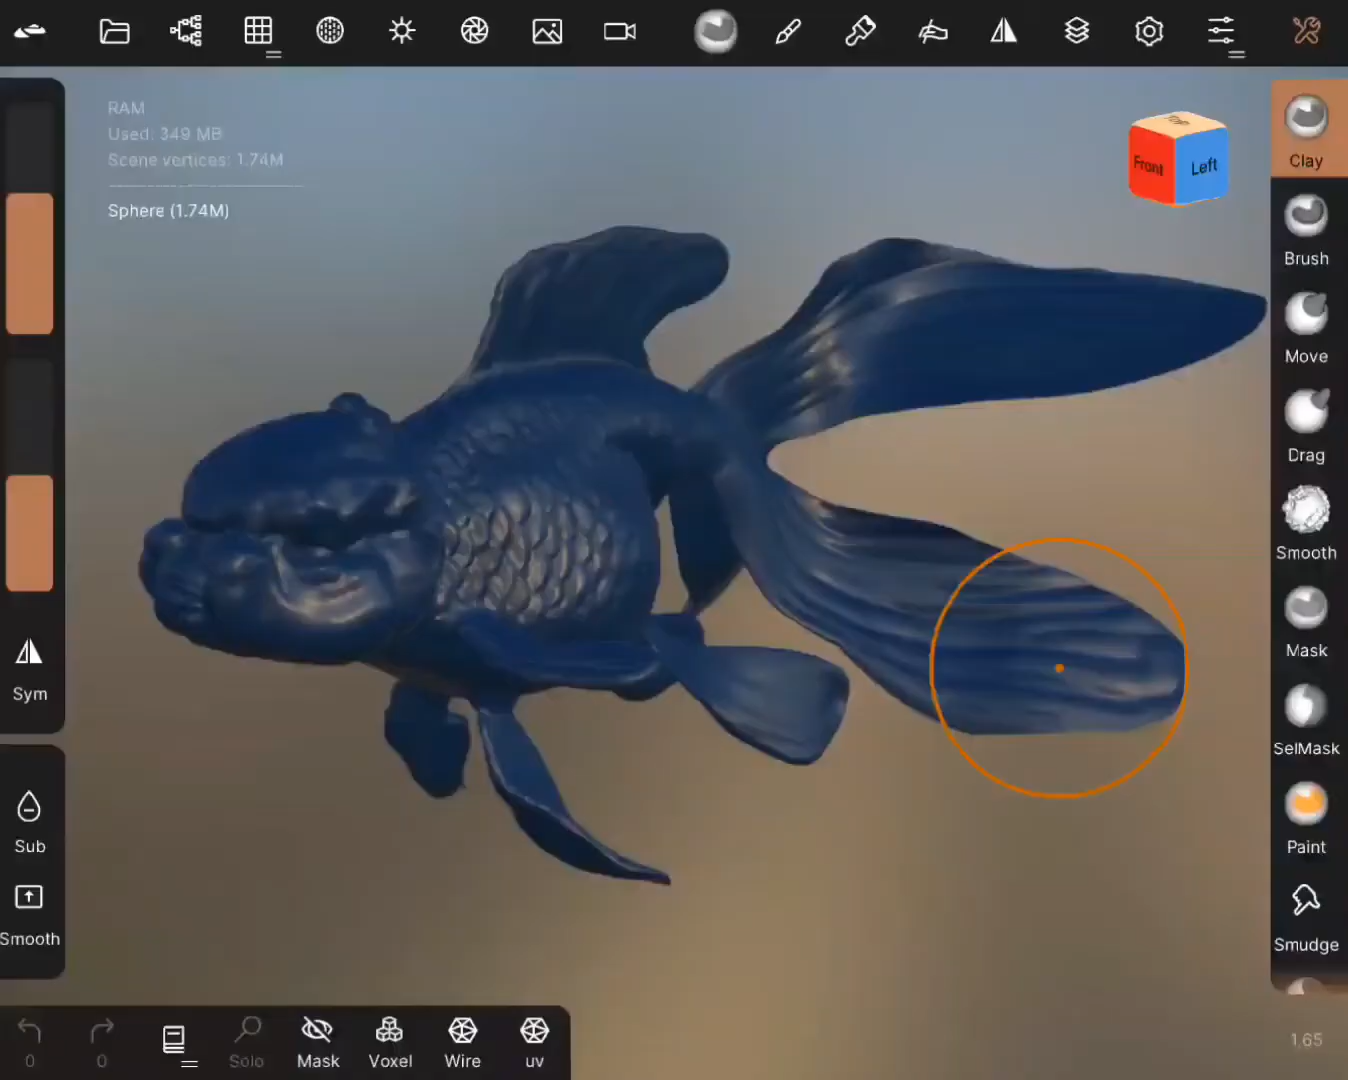 RAM
Used: 349 MB
Scene vertices: 1.74M
Sphere (1.74M)
Top
Front
Left
Clay
Brush
Move
Drag
Smooth
Mask
SelMask
Paint
Smudge
Sym
Sub
Smooth
0
0
Solo
Mask
Voxel
Wire
uv
1.65